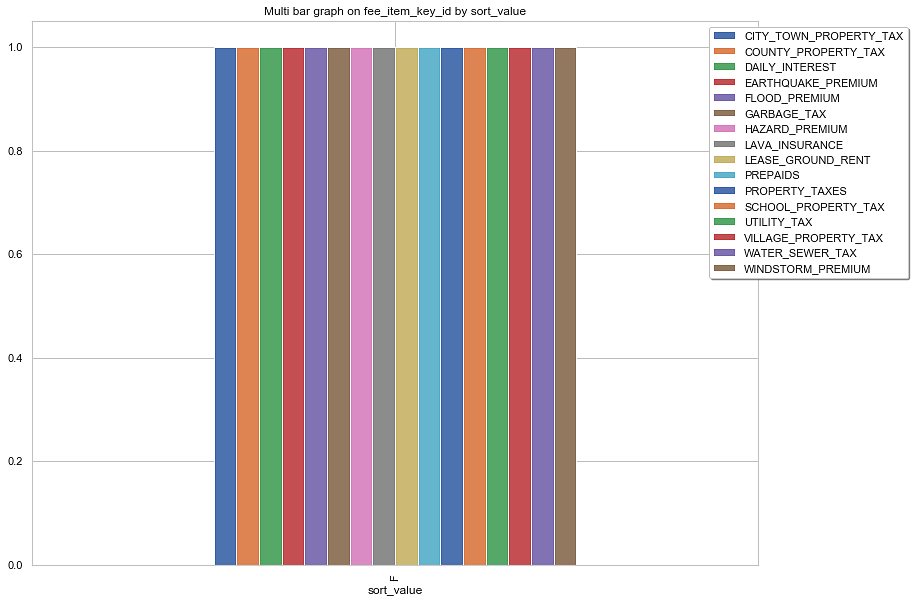 Multi bar graph on fee_item_key_id by sort_value
1.0
0.8
0.6
0.4
0.2
0.0
F
sort_value
CITY_TOWN_PROPERTY_TAX
COUNTY_PROPERTY_TAX
DAILY_INTEREST
EARTHQUAKE_PREMIUM
FLOOD_PREMIUM
GARBAGE_TAX
HAZARD_PREMIUM
LAVA_INSURANCE
LEASE_GROUND_RENT
PREPAIDS
PROPERTY_TAXES
SCHOOL_PROPERTY_TAX
UTILITY_TAX
VILLAGE_PROPERTY_TAX
WATER_SEWER_TAX
WINDSTORM_PREMIUM